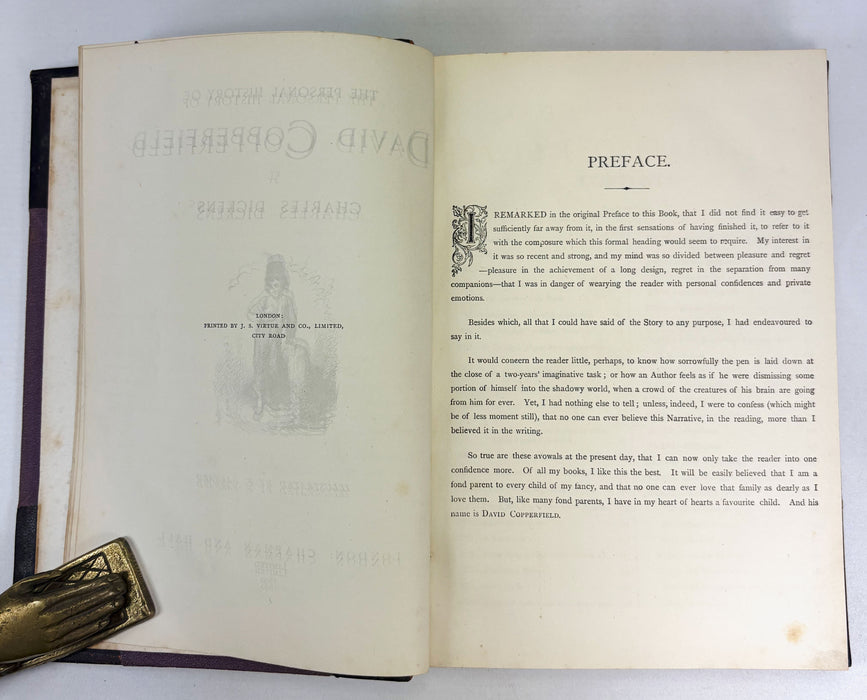 THE PERSONAL HISTORY OF
DAVID COPPERFIELD
BY
CHARLES DICKENS
LONDON:
PRINTED BY J. S. VIRTUE AND CO., LIMITED,
CITY ROAD
LONDON: CHAPMAN AND HALL
LIMITED
PREFACE.
I REMARKED in the original Preface to this Book, that I did not find it easy to get
sufficiently far away from it, in the first sensations of having finished it, to refer to it
with the composure which this formal heading would seem to require. My interest in
it was so recent and strong, and my mind was so divided between pleasure and regret
—pleasure in the achievement of a long design, regret in the separation from many
companions—that I was in danger of wearying the reader with personal confidences and private
emotions.
Besides which, all that I could have said of the Story to any purpose, I had endeavoured to
say in it.
It would concern the reader little, perhaps, to know how sorrowfully the pen is laid down at
the close of a two-years' imaginative task; or how an Author feels as if he were dismissing some
portion of himself into the shadowy world, when a crowd of the creatures of his brain are going
from him for ever. Yet, I had nothing else to tell; unless, indeed, I were to confess (which might
be of less moment still), that no one can ever believe this Narrative, in the reading, more than I
believed it in the writing.
So true are these avowals at the present day, that I can now only take the reader into one
confidence more. Of all my books, I like this the best. It will be easily believed that I am a
fond parent to every child of my fancy, and that no one can ever love that family as dearly as I
love them. But, like many fond parents, I have in my heart of hearts a favourite child. And his
name is DAVID COPPERFIELD.